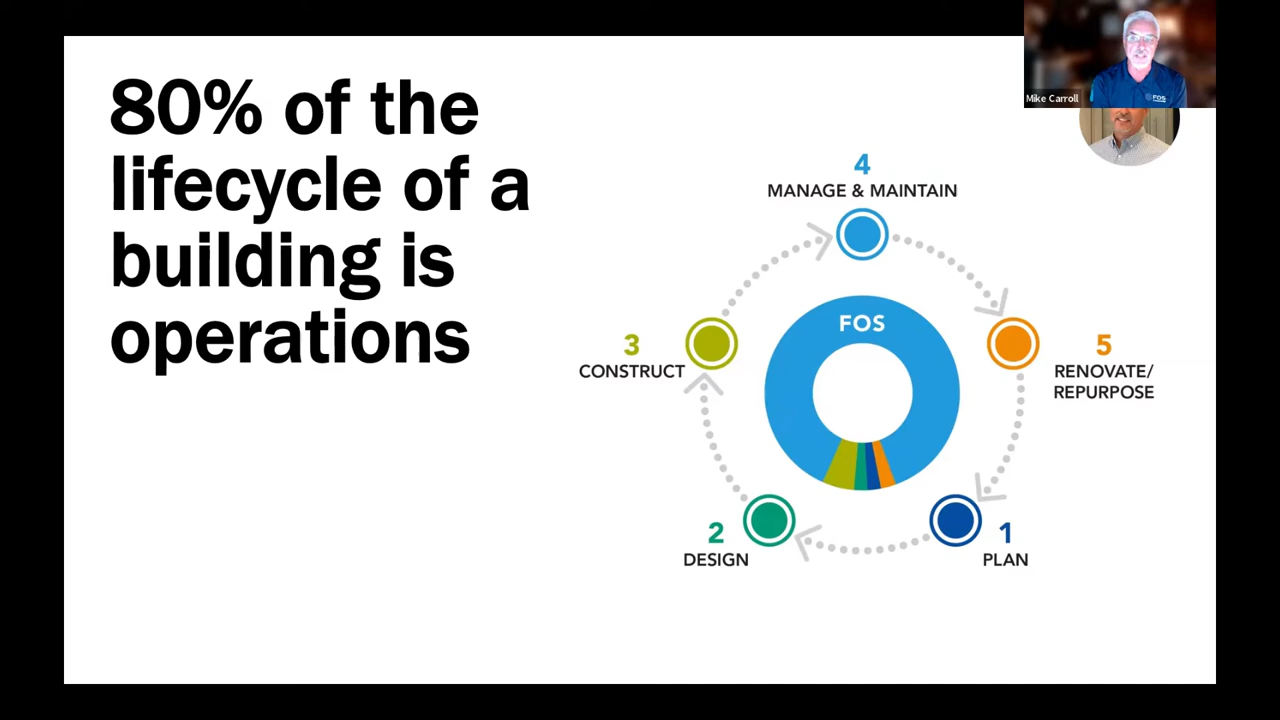 80% of the
lifecycle of a
building is
operations
Mike Carroll
FOS
4
MANAGE & MAINTAIN
FOS
3
CONSTRUCT
5
RENOVATE/
REPURPOSE
2
DESIGN
1
PLAN